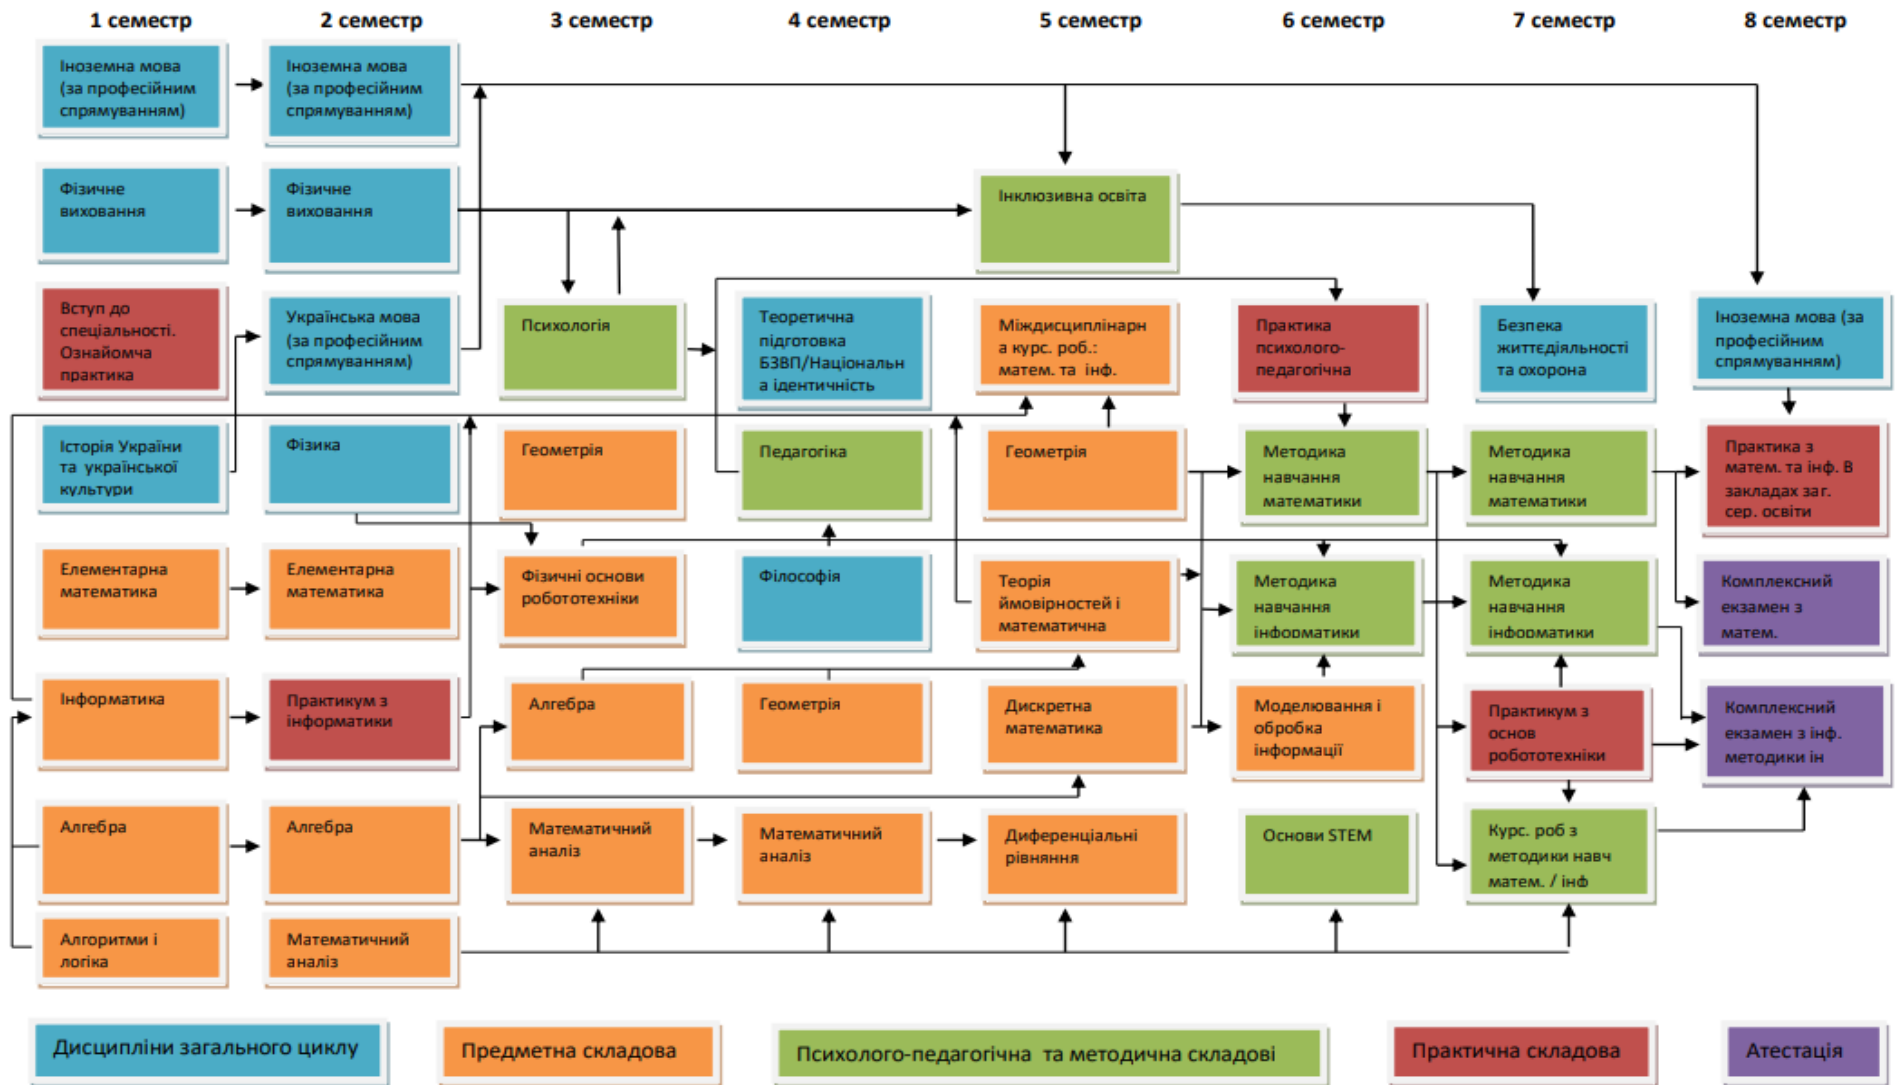 1 семестр
2 семестр
3 семестр
4 семестр
5 семестр
6 семестр
7 семестр
8 семестр
Іноземна мова
(за професійним
спрямуванням)
Іноземна мова
(за професійним
спрямуванням)
Фізичне
виховання
Фізичне
виховання
Інклюзивна освіта
Вступ до
спеціальності.
Ознайомча
практика
Українська мова
(за професійним
спрямуванням)
Психологія
Теоретична
підготовка
БЗВП/Національн
а ідентичність
Міждисциплінарн
а курс. роб.:
матем. та інф.
Практика
психолого-
педагогічна
Безпека
життєдіяльності
та охорона
Іноземна мова (за
професійним
спрямуванням)
Історія України
та української
культури
Фізика
Геометрія
Педагогіка
Геометрія
Методика
навчання
математики
Методика
навчання
математики
Практика з
матем. та інф. В
закладах заг.
сер. освіти
Елементарна
математика
Елементарна
математика
Фізичні основи
робототехніки
Філософія
Теорія
ймовірностей і
математична
Методика
навчання
інформатики
Методика
навчання
інформатики
Комплексний
екзамен з
матем.
Інформатика
Практикум з
інформатики
Алгебра
Геометрія
Дискретна
математика
Моделювання і
обробка
інформації
Практикум з
основ
робототехніки
Комплексний
екзамен з інф.
методики ін
Алгебра
Алгебра
Математичний
аналіз
Математичний
аналіз
Диференціальні
рівняння
Основи STEM
Курс. роб з
методики навч
матем. / інф
Алгоритми і
логіка
Математичний
аналіз
Дисципліни загального циклу
Предметна складова
Психолого-педагогічна та методична складові
Практична складова
Атестація